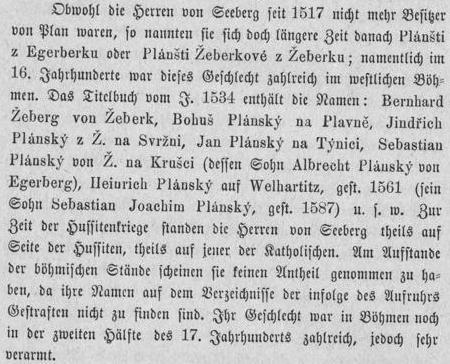 Obwohl die Herren von Seeberg seit 1517 nicht mehr Besitzer
von Plan waren, so nannten sie sich doch längere Zeit danach Plánšti
z Egerberku oder Plánšti Žeberkové z Žeberku; namentlich im
16. Jahrhunderte war dieses Geschlecht zahlreich im westlichen Böh-
men. Das Titelbuch vom J. 1534 enthält die Namen: Bernhard
Žeberg von Žeberk, Bohuš Plánský na Plavně, Jindřich
Plánský z Ž. na Svržni, Jan Plánský na Týnici, Sebastian
Plánský von Ž. na Krušci (dessen Sohn Albrecht Plánský von
Egerberg), Heinrich Plánský auf Welhartitz, gest. 1561 (sein
Sohn Sebastian Joachim Plánský, gest. 1587) u. s. w. Zur
Zeit der Hussitenkriege standen die Herren von Seeberg theils auf
Seite der Hussiten, theils auf jener der Katholischen. Am Aufstande
der böhmischen Stände scheinen sie keinen Antheil genommen zu ha-
ben, da ihre Namen auf dem Verzeichnisse der infolge des Aufruhrs
Gestraften nicht zu finden sind. Ihr Geschlecht war in Böhmen noch
in der zweiten Hälfte des 17. Jahrhunderts zahlreich, jedoch sehr
verarmt.